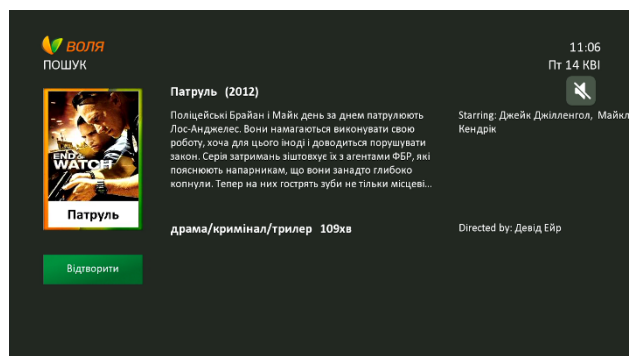 воля
ПОШУК
11:06
Пт 14 КВІ
Патруль (2012)
Поліцейські Брайан і Майк день за днем патрулюють
Лос-Анджелес. Вони намагаються виконувати свою
роботу, хоча для цього іноді і доводиться порушувати
закон. Серія затримань зіштовхує їх з агентами ФБР, які
пояснюють напарникам, що вони занадто глибоко
копнули. Тепер на них гострять зуби не тільки місцеві...
Starring: Джейк Джілленгол, Майкл
Кендрік
END OF
WATCH
Патруль
драма/кримінал/трилер 109хв
Directed by: Девід Ейр
Відтворити